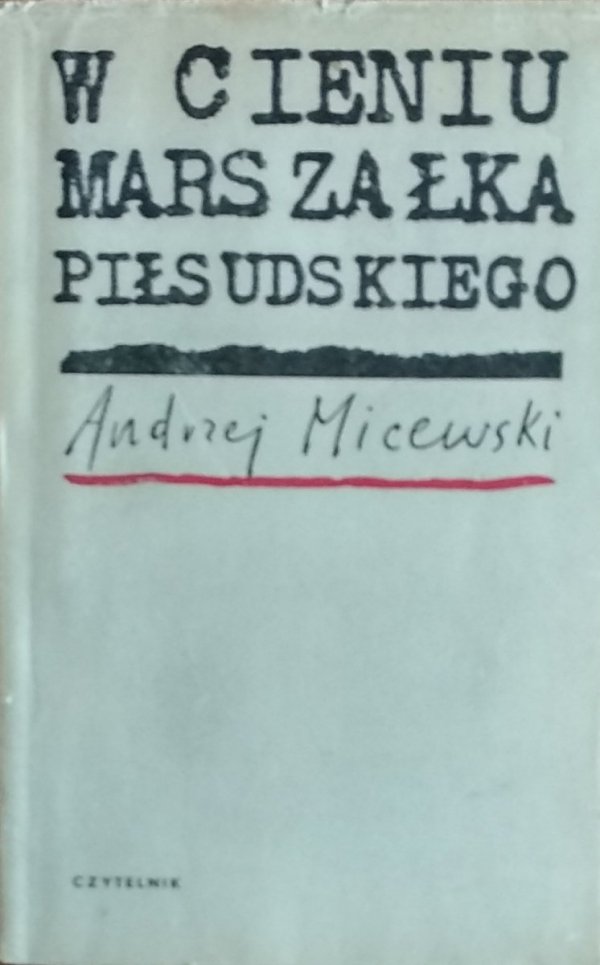 W CIENIU
MARSZAŁKA
PIŁSUDSKIEGO
Andrzej Micewski
CZYTELNIK